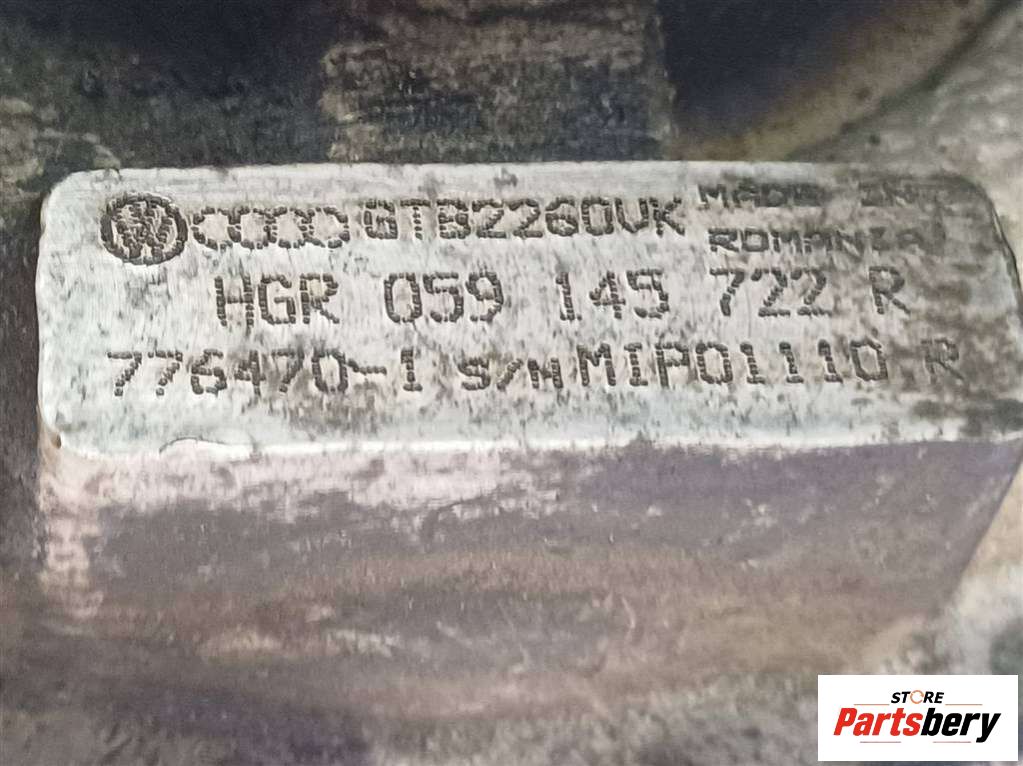 GTB2260VK MADE IN
ROMANIA
HGR 059 145 722 R
776470-1 S/N MIP01110 R
STORE
Partsbery